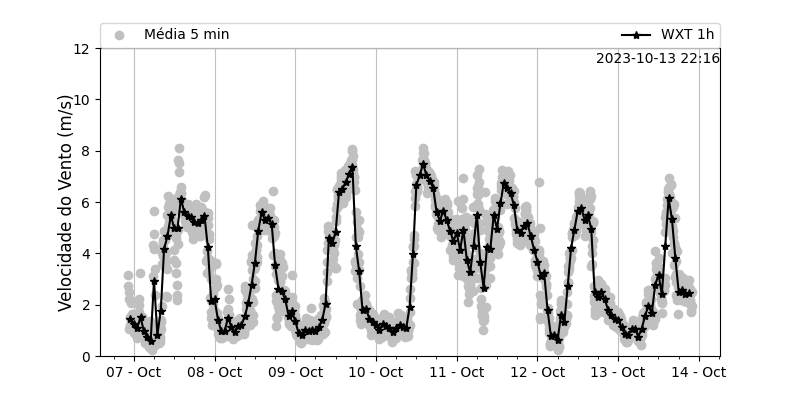 Média 5 min
WXT 1h
2023-10-13 22:16
Velocidade do Vento (m/s)
12
10
8
6
4
2
0
07 - Oct
08 - Oct
09 - Oct
10 - Oct
11 - Oct
12 - Oct
13 - Oct
14 - Oct